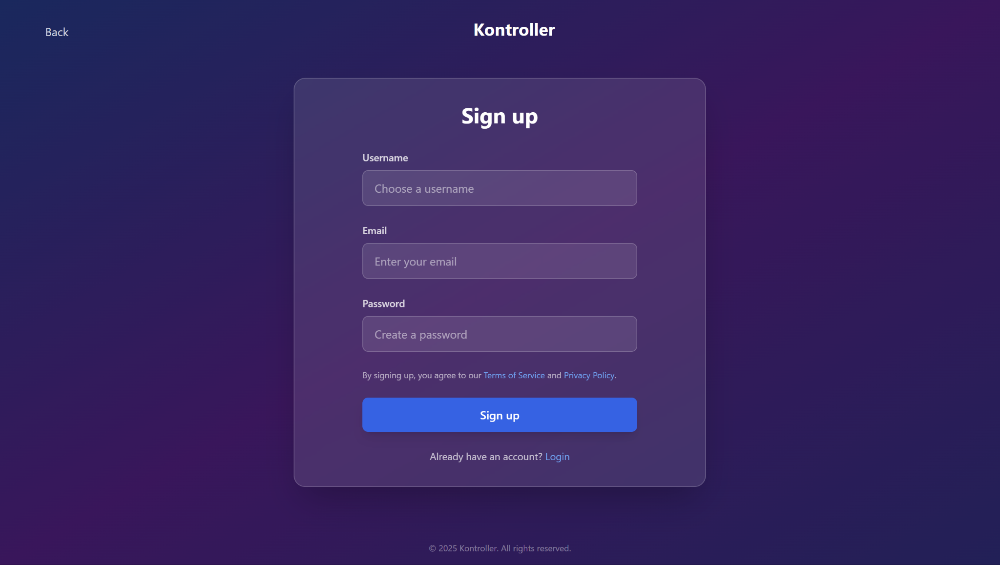 Back
Kontroller
Sign up
Username
Choose a username
Email
Enter your email
Password
Create a password
By signing up, you agree to our Terms of Service and Privacy Policy.
Sign up
Already have an account? Login
© 2025 Kontroller. All rights reserved.